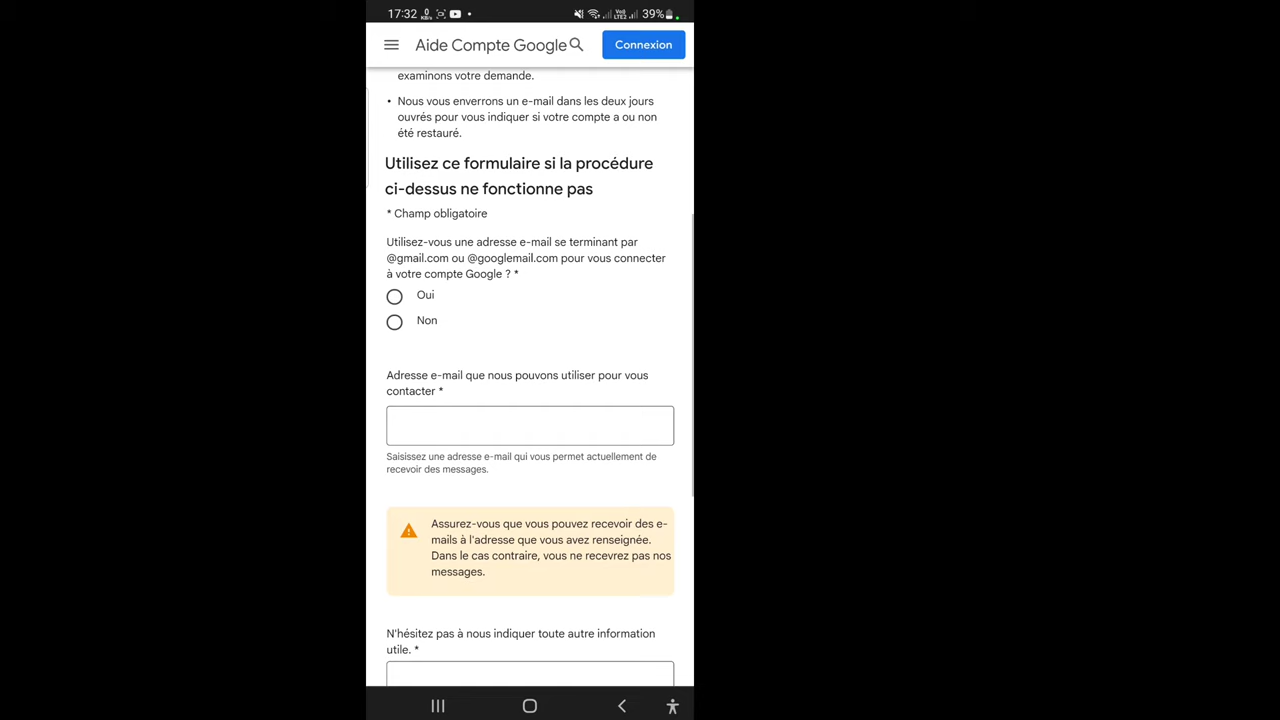 17:32 0 KB/s Vo) LTE2 39%
Aide Compte Google
Connexion
examinons votre demande.
• Nous vous enverrons un e-mail dans les deux jours
ouvrés pour vous indiquer si votre compte a ou non
été restauré.
Utilisez ce formulaire si la procédure
ci-dessus ne fonctionne pas
* Champ obligatoire
Utilisez-vous une adresse e-mail se terminant par
@gmail.com ou @googlemail.com pour vous connecter
à votre compte Google ? *
Oui
Non
Adresse e-mail que nous pouvons utiliser pour vous
contacter *
Saisissez une adresse e-mail qui vous permet actuellement de
recevoir des messages.
Assurez-vous que vous pouvez recevoir des e-
mails à l'adresse que vous avez renseignée.
Dans le cas contraire, vous ne recevrez pas nos
messages.
N'hésitez pas à nous indiquer toute autre information
utile. *